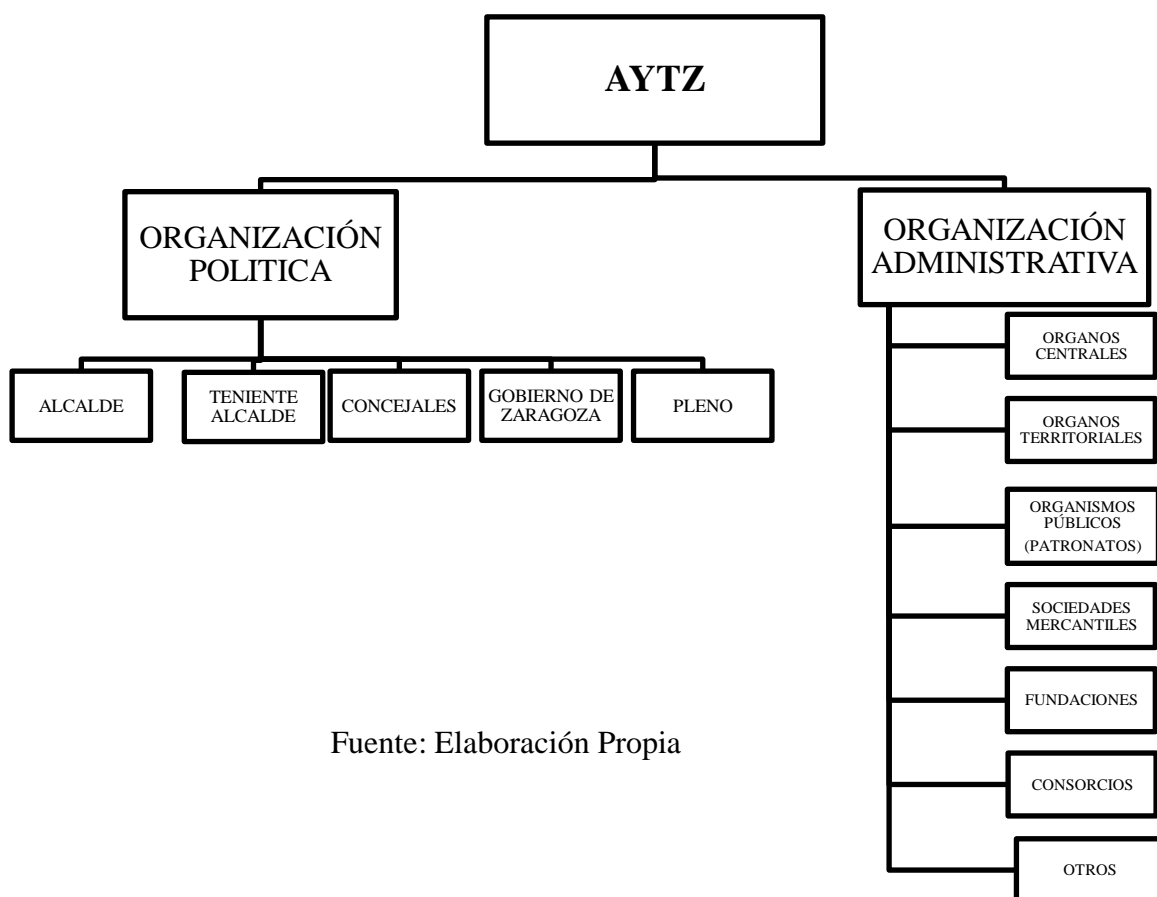 AYTZ
ORGANIZACIÓN
POLITICA
ORGANIZACIÓN
ADMINISTRATIVA
ALCALDE
TENIENTE
ALCALDE
CONCEJALES
GOBIERNO DE
ZARAGOZA
PLENO
ORGANOS
CENTRALES
ORGANOS
TERRITORIALES
ORGANISMOS
PÚBLICOS
(PATRONATOS)
SOCIEDADES
MERCANTILES
FUNDACIONES
CONSORCIOS
OTROS
Fuente: Elaboración Propia